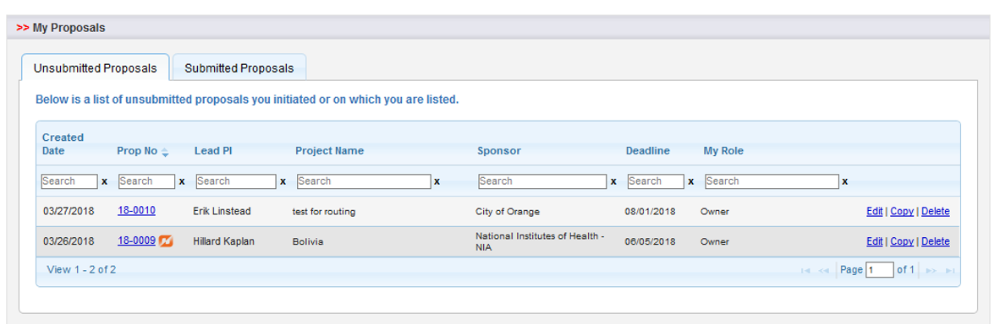 >> My Proposals
Unsubmitted Proposals Submitted Proposals
Below is a list of unsubmitted proposals you initiated or on which you are listed.
Created
Date Prop No Lead PI Project Name Sponsor Deadline My Role
Search x Search x Search x Search x Search x Search x Search x
03/27/2018 18-0010 Erik Linstead test for routing City of Orange 08/01/2018 Owner Edit | Copy | Delete
03/26/2018 18-0009 Hillard Kaplan Bolivia National Institutes of Health - 06/05/2018 Owner Edit | Copy | Delete
NIA
View 1 - 2 of 2 Page 1 of 1